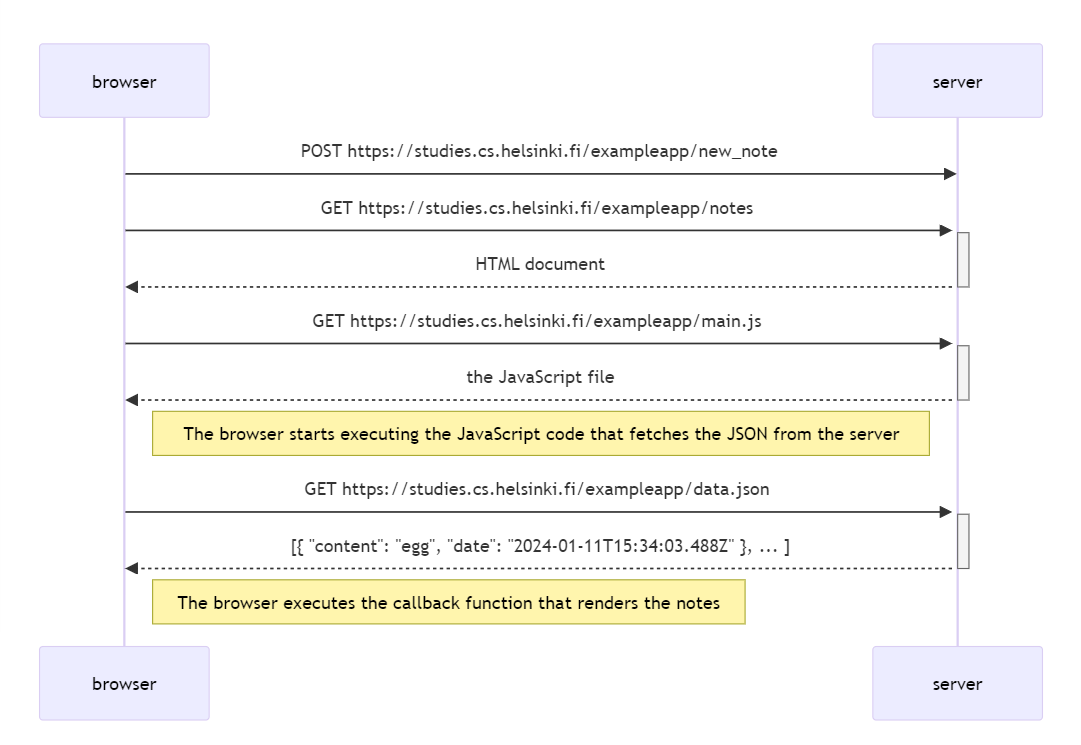 browser
server
POST https://studies.cs.helsinki.fi/exampleapp/new_note
GET https://studies.cs.helsinki.fi/exampleapp/notes
HTML document
GET https://studies.cs.helsinki.fi/exampleapp/main.js
the JavaScript file
The browser starts executing the JavaScript code that fetches the JSON from the server
GET https://studies.cs.helsinki.fi/exampleapp/data.json
[{ "content": "egg", "date": "2024-01-11T15:34:03.488Z" }, ... ]
The browser executes the callback function that renders the notes
browser
server